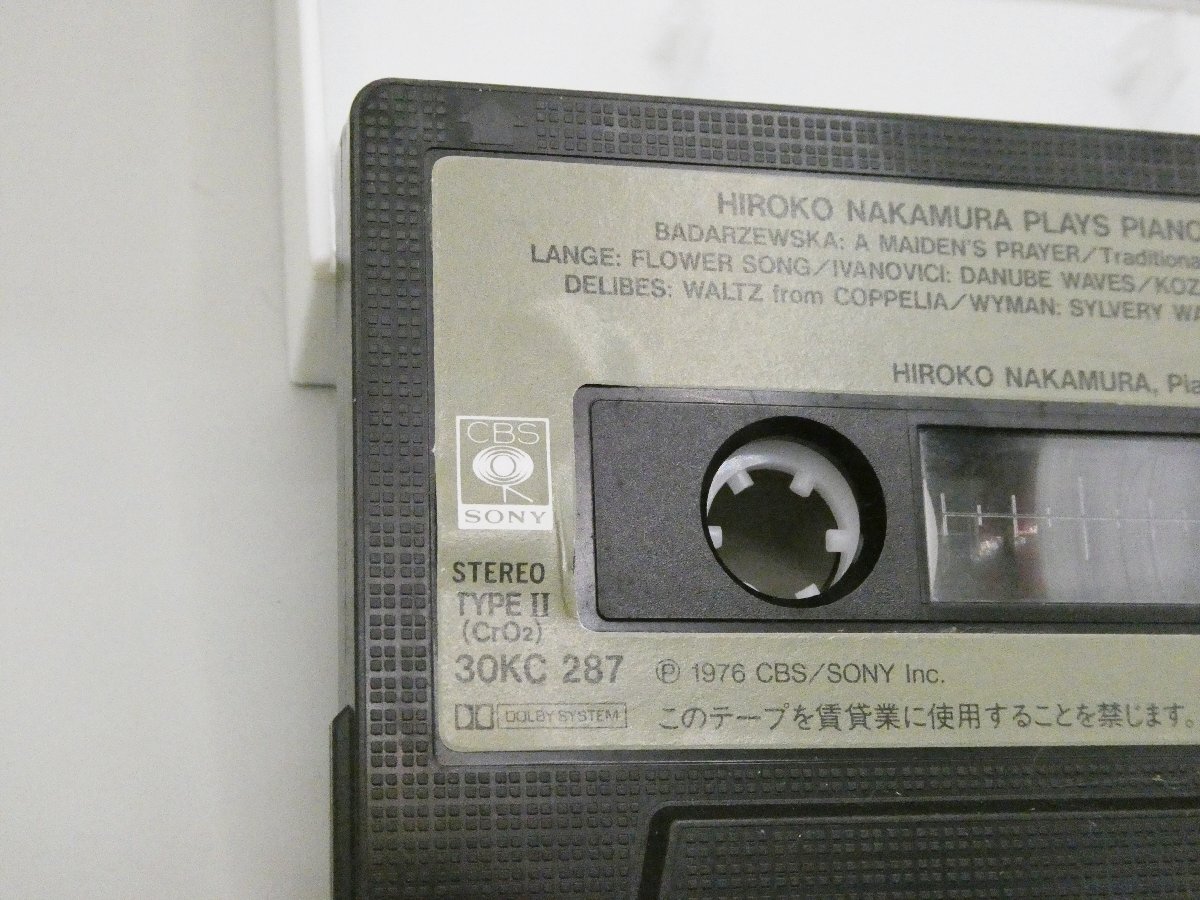 HIROKO NAKAMURA PLAYS PIANO
BADARZEWSKA: A MAIDEN'S PRAYER/Traditiona
LANGE: FLOWER SONG/IVANOVICI: DANUBE WAVES/KOZ
DELIBES: WALTZ from COPPELIA/WYMAN: SYLVERY WA
HIROKO NAKAMURA, Pia
CBS
SONY
STEREO
TYPE II
(CrO2)
30KC 287 ℗ 1976 CBS/SONY Inc.
DOLBY SYSTEM このテープを賃貸業に使用することを禁じます。